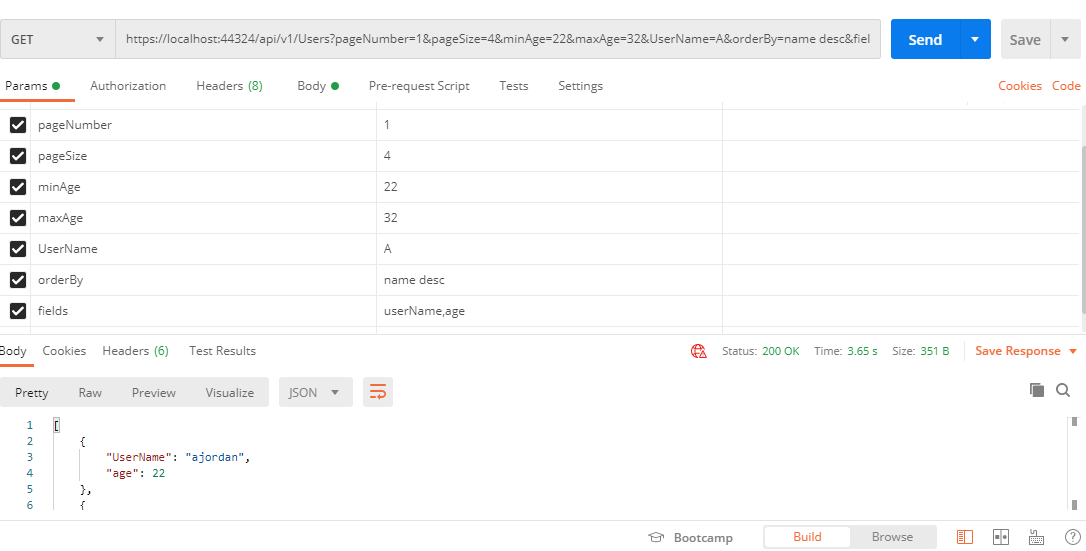 GET https://localhost:44324/api/v1/Users?pageNumber=1&pageSize=4&minAge=22&maxAge=32&UserName=A&orderBy=name desc&fiel Send Save
Params Authorization Headers (8) Body Pre-request Script Tests Settings Cookies Code
pageNumber 1
pageSize 4
minAge 22
maxAge 32
UserName A
orderBy name desc
fields userName,age
Body Cookies Headers (6) Test Results Status: 200 OK Time: 3.65 s Size: 351 B Save Response
Pretty Raw Preview Visualize JSON
1 [
2 {
3 "UserName": "ajordan",
4 "age": 22
5 },
6 {
Bootcamp Build Browse